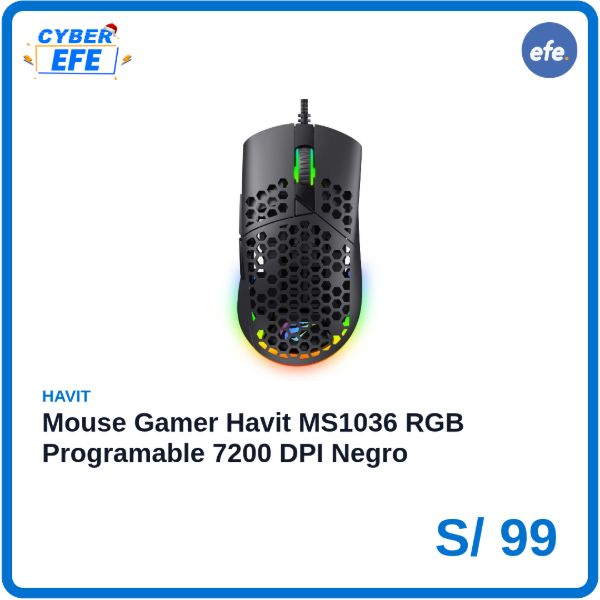 CYBER
EFE
efe.
HAVIT
Mouse Gamer Havit MS1036 RGB
Programable 7200 DPI Negro
S/ 99